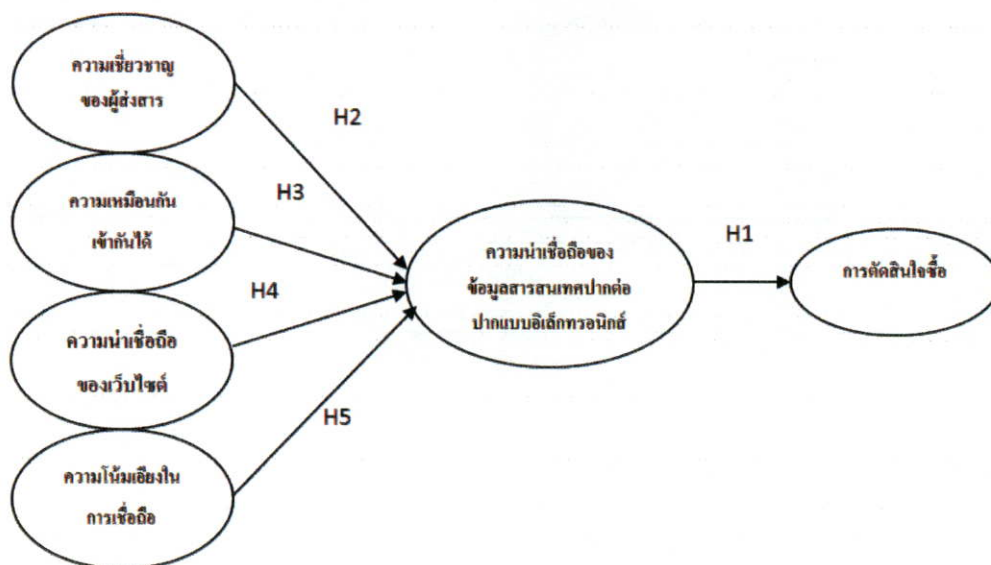 ความเชี่ยวชาญ
ของผู้ส่งสาร
H2
ความเหมือนกัน
เข้ากันได้
H3
ความน่าเชื่อถือของ
ข้อมูลสารสนเทศปากต่อ
ปากแบบอิเล็กทรอนิกส์
H1
การตัดสินใจซื้อ
H4
ความน่าเชื่อถือ
ของเว็บไซต์
H5
ความโน้มเอียงใน
การเชื่อถือ